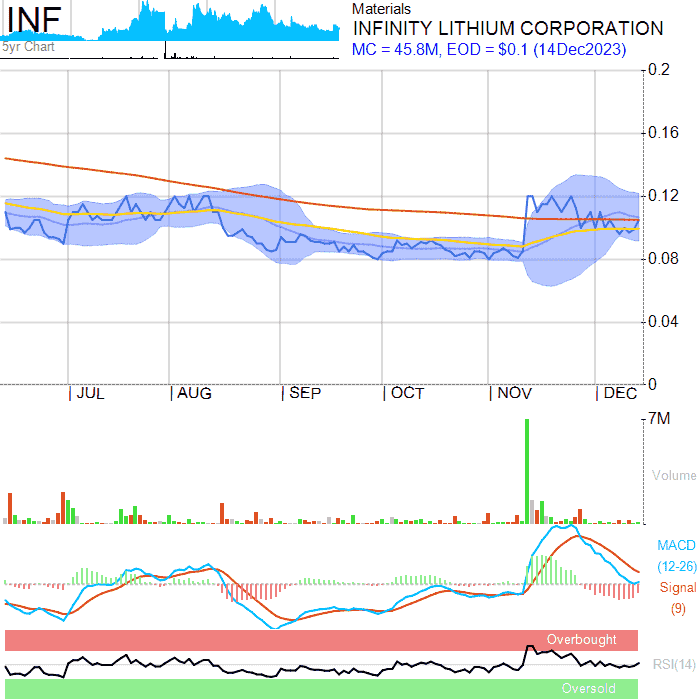 INF
5yr Chart
Materials
INFINITY LITHIUM CORPORATION
MC = 45.8M, EOD = $0.1 (14Dec2023)
0.2
0.16
0.12
0.08
0.04
0
JUL AUG SEP OCT NOV DEC
7M
Volume
MACD
(12-26)
Signal
(9)
Overbought
RSI(14)
Oversold